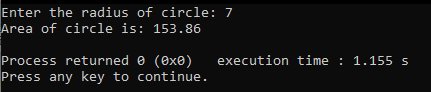 Enter the radius of circle: 7
Area of circle is: 153.86
Process returned 0 (0x0)   execution time : 1.155 s
Press any key to continue.